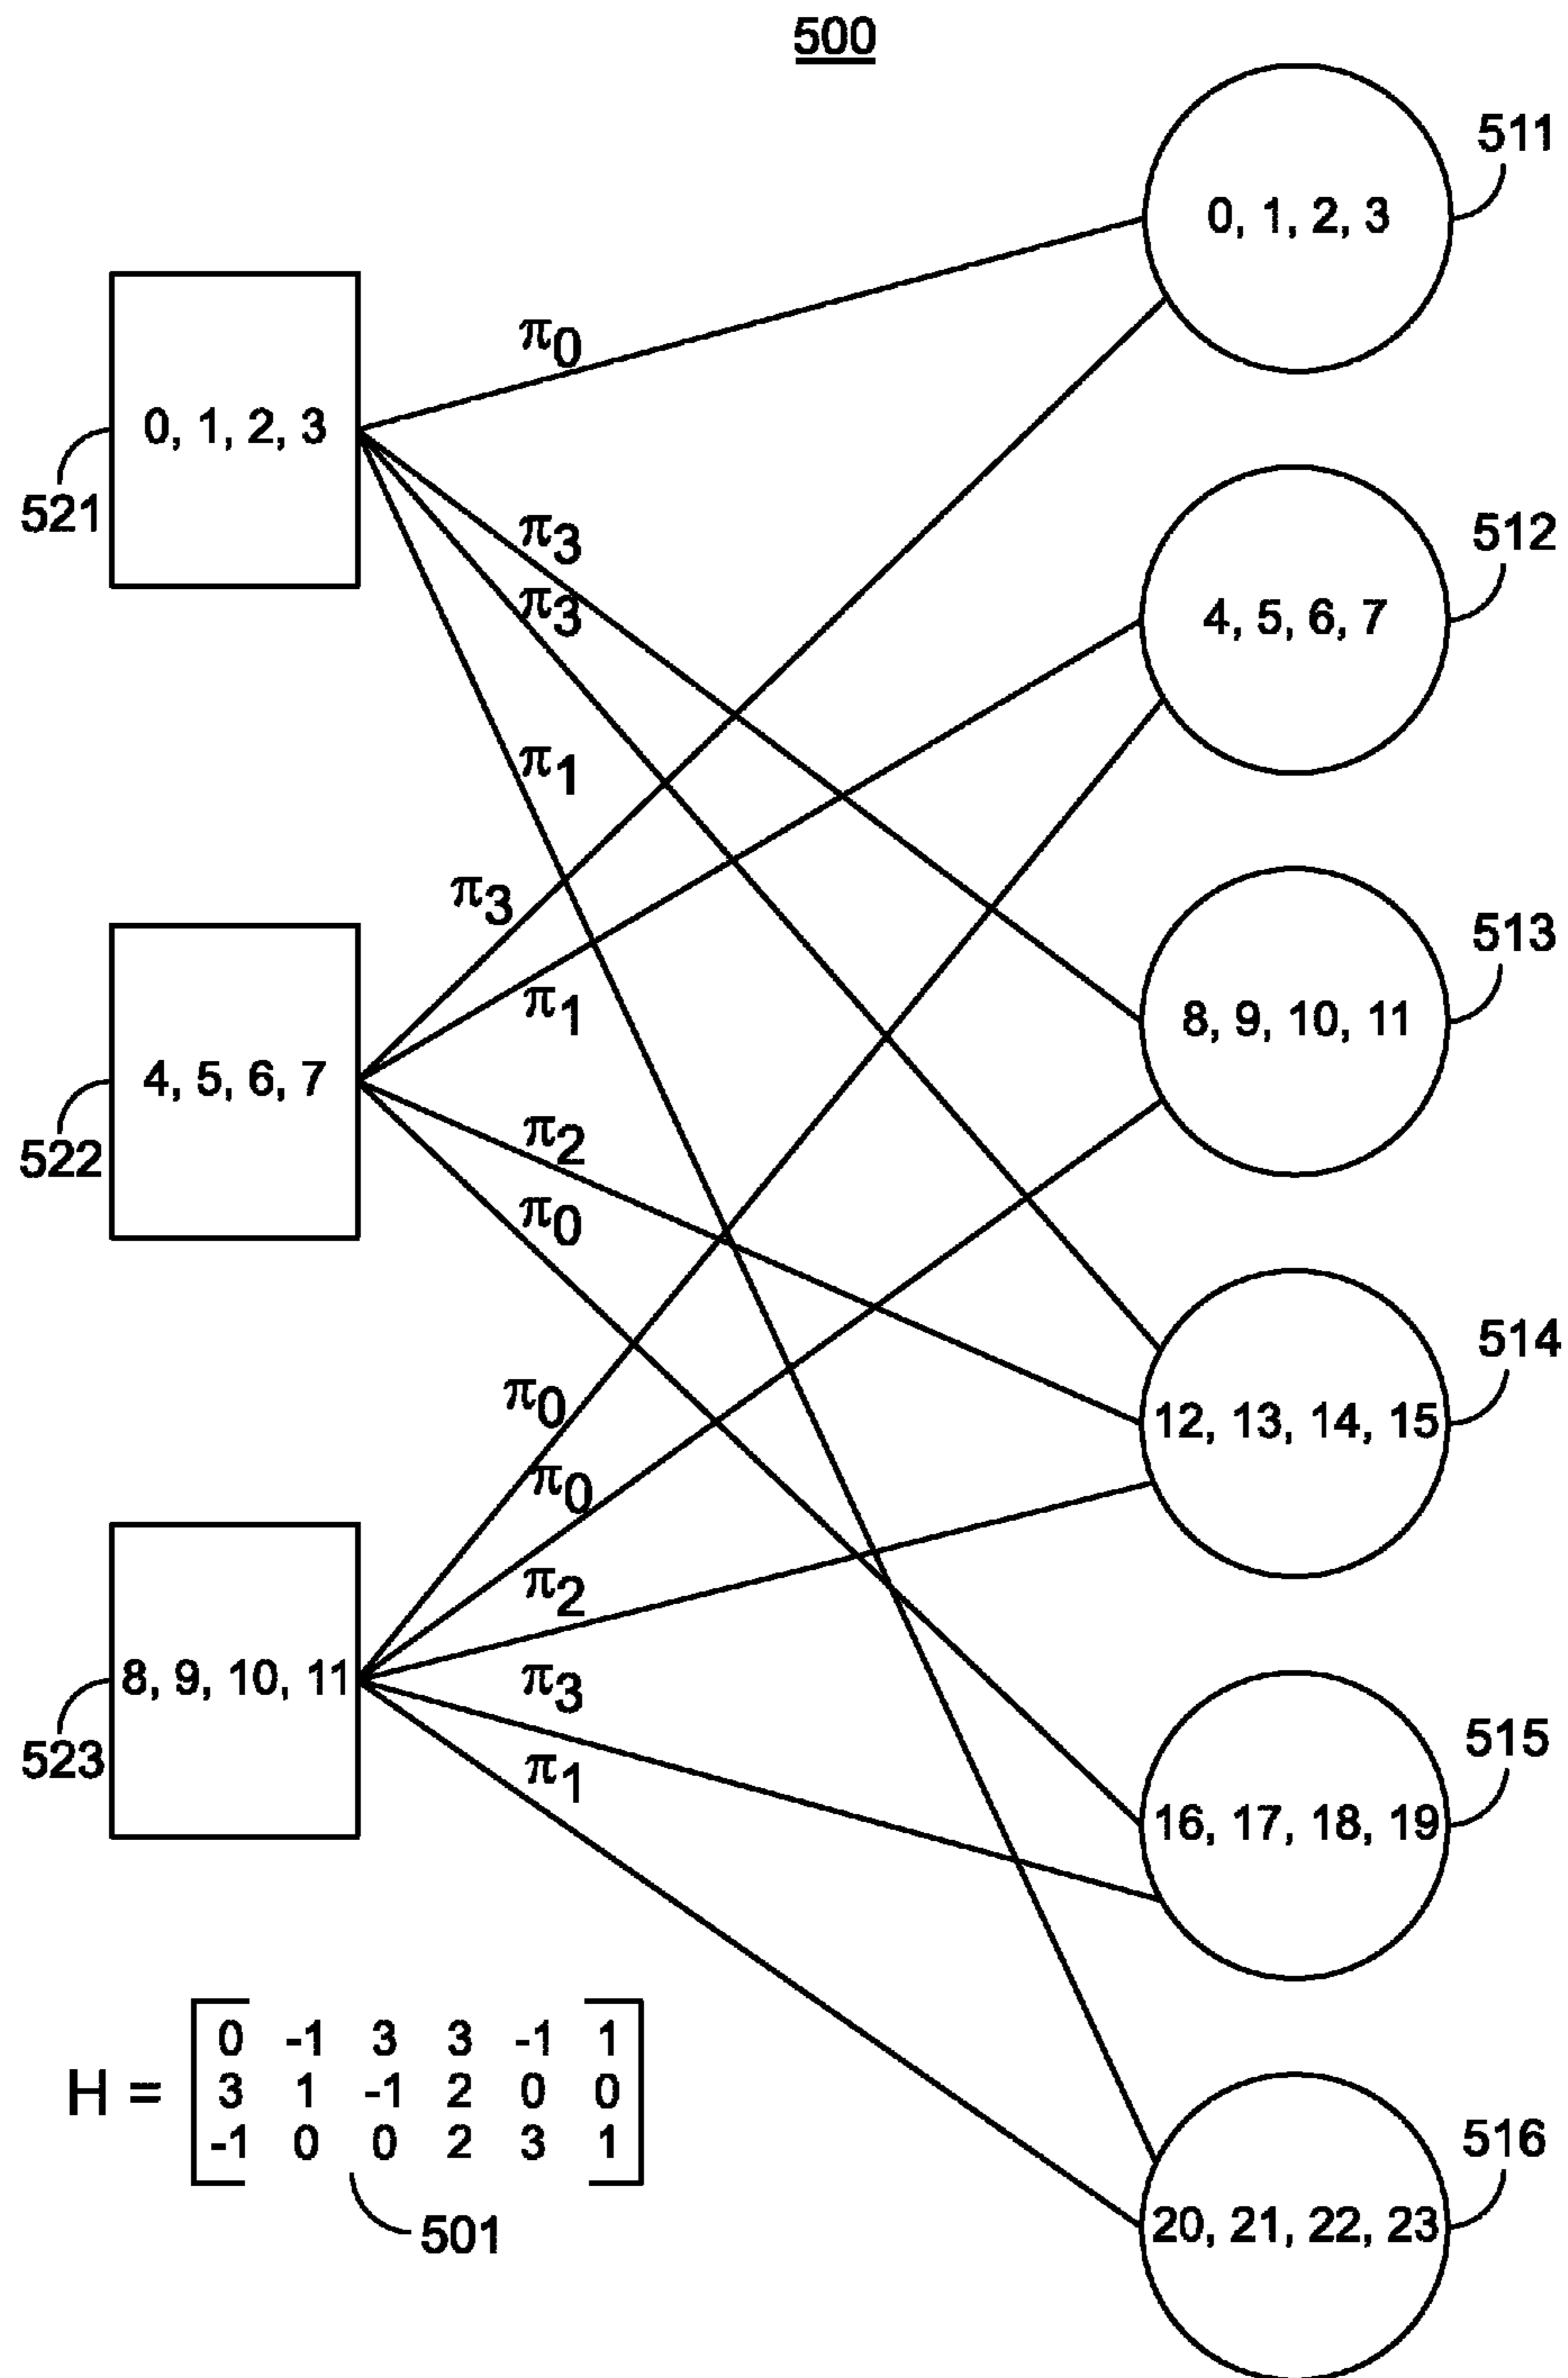 500
511
0, 1, 2, 3
π0
0, 1, 2, 3
521
π3
π3
512
4, 5, 6, 7
π1
π3
513
π1
8, 9, 10, 11
4, 5, 6, 7
522
π2
π0
514
12, 13, 14, 15
π0
π0
π2
8, 9, 10, 11
523
π3
π1
515
16, 17, 18, 19
H =
0 -1 3 3 -1 1
3 1 -1 2 0 0
-1 0 0 2 3 1
501
516
20, 21, 22, 23